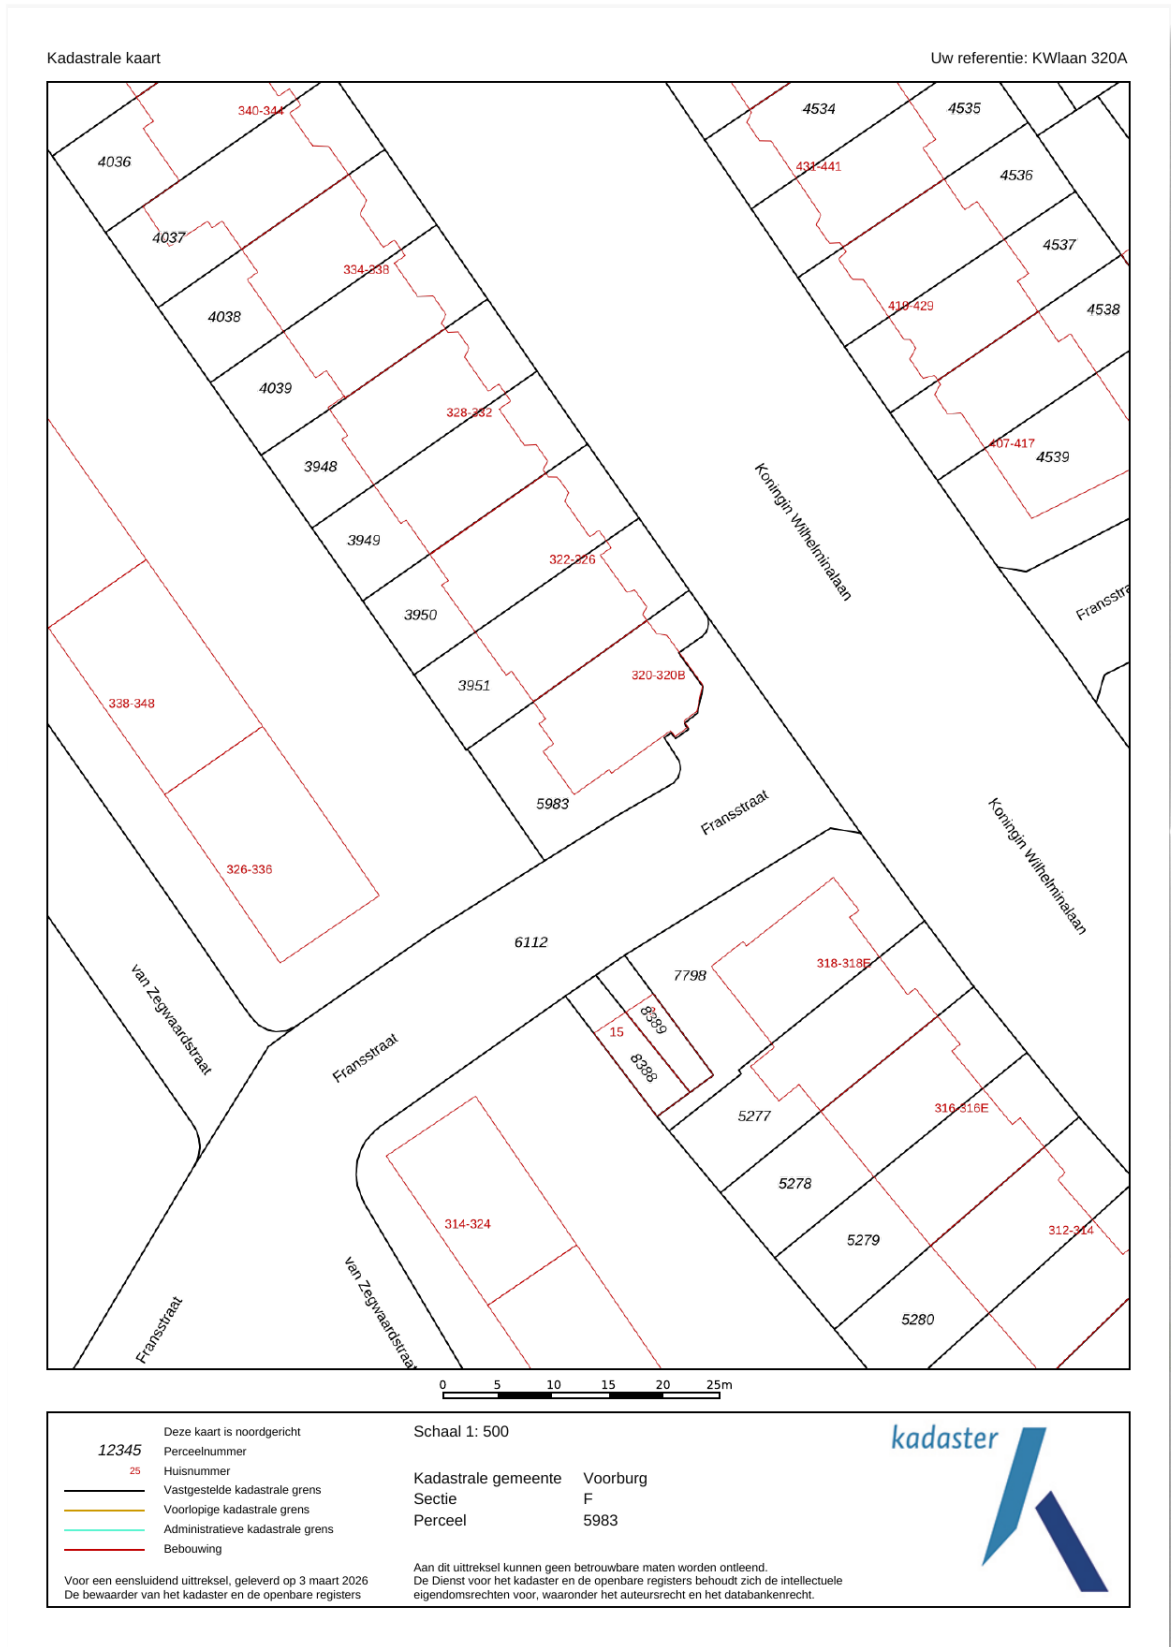 Kadastrale kaart
Uw referentie: KWlaan 320A
340-344
4534
4535
4036
431-441
4536
4037
4537
334-338
4038
419-429
4538
4039
328-332
407-417
4539
3948
Koningin Wilhelminalaan
3949
322-326
Fransstra
3950
320-320B
3951
338-348
5983
Fransstraat
Koningin Wilhelminalaan
326-336
6112
318-318E
7798
van Zegwaardstraat
8389
15
Fransstraat
8388
5277
316-316E
5278
314-324
312-314
5279
van Zegwaardstraat
5280
Fransstraat
0 5 10 15 20 25m
Deze kaart is noordgericht
12345 Perceelnummer
25 Huisnummer
Vastgestelde kadastrale grens
Voorlopige kadastrale grens
Administratieve kadastrale grens
Bebouwing
Voor een eensluidend uittreksel, geleverd op 3 maart 2026
De bewaarder van het kadaster en de openbare registers
Schaal 1: 500
Kadastrale gemeente Voorburg
Sectie F
Perceel 5983
Aan dit uittreksel kunnen geen betrouwbare maten worden ontleend.
De Dienst voor het kadaster en de openbare registers behoudt zich de intellectuele
eigendomsrechten voor, waaronder het auteursrecht en het databankenrecht.
kadaster